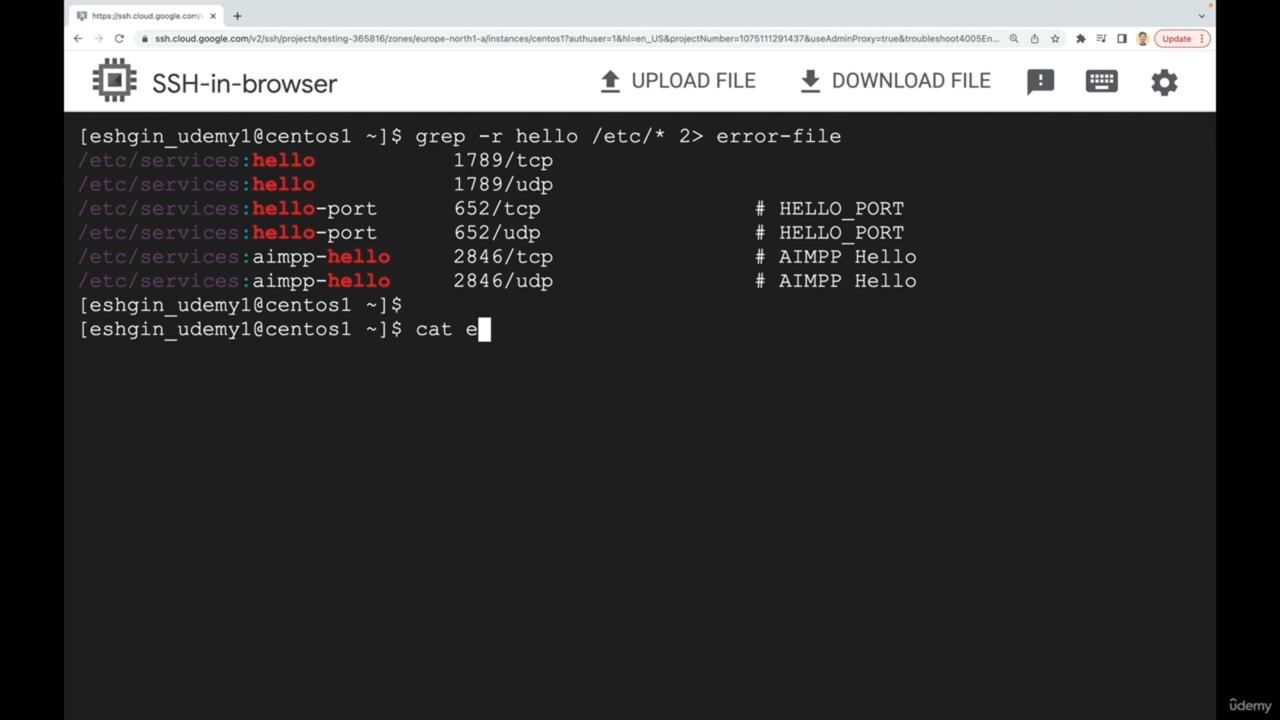 https://ssh.cloud.google.com/v
ssh.cloud.google.com/v2/ssh/projects/testing-365816/zones/europe-north1-a/instances/centos1?authuser=1&hl=en_US&projectNumber=1075111291437&useAdminProxy=true&troubleshoot4005En...
Update
SSH-in-browser
UPLOAD FILE
DOWNLOAD FILE
[eshgin_udemy1@centos1 ~]$ grep -r hello /etc/* 2> error-file
/etc/services:hello 1789/tcp
/etc/services:hello 1789/udp
/etc/services:hello-port 652/tcp # HELLO_PORT
/etc/services:hello-port 652/udp # HELLO_PORT
/etc/services:aimpp-hello 2846/tcp # AIMPP Hello
/etc/services:aimpp-hello 2846/udp # AIMPP Hello
[eshgin_udemy1@centos1 ~]$
[eshgin_udemy1@centos1 ~]$ cat e
ûdemy